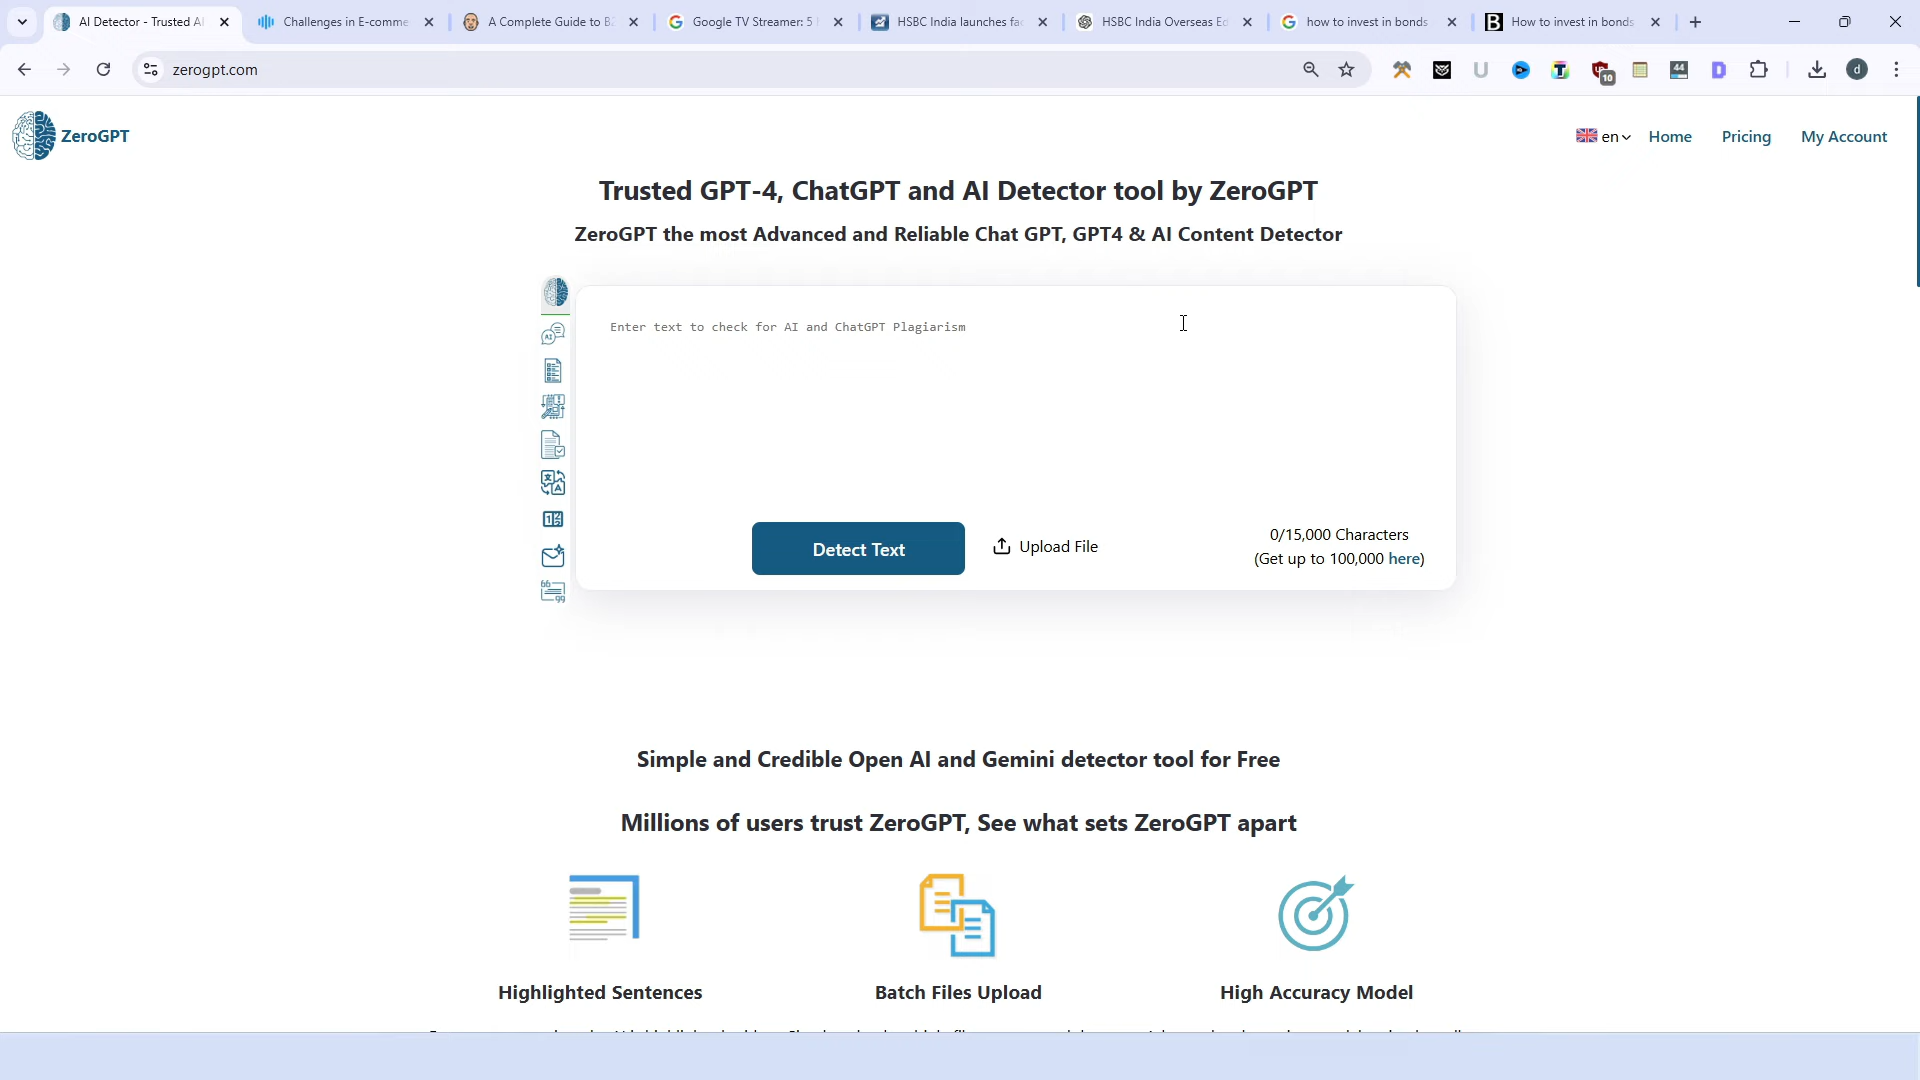 AI Detector - Trusted AI
Challenges in E-comme
A Complete Guide to B2
Google TV Streamer: 5
HSBC India launches fac
HSBC India Overseas Ed
how to invest in bonds
How to invest in bonds
zerogpt.com
10
44
d
ZeroGPT
en
Home
Pricing
My Account
Trusted GPT-4, ChatGPT and AI Detector tool by ZeroGPT
ZeroGPT the most Advanced and Reliable Chat GPT, GPT4 & AI Content Detector
Enter text to check for AI and ChatGPT Plagiarism
Detect Text
Upload File
0/15,000 Characters
(Get up to 100,000 here)
Simple and Credible Open AI and Gemini detector tool for Free
Millions of users trust ZeroGPT, See what sets ZeroGPT apart
Highlighted Sentences
Batch Files Upload
High Accuracy Model